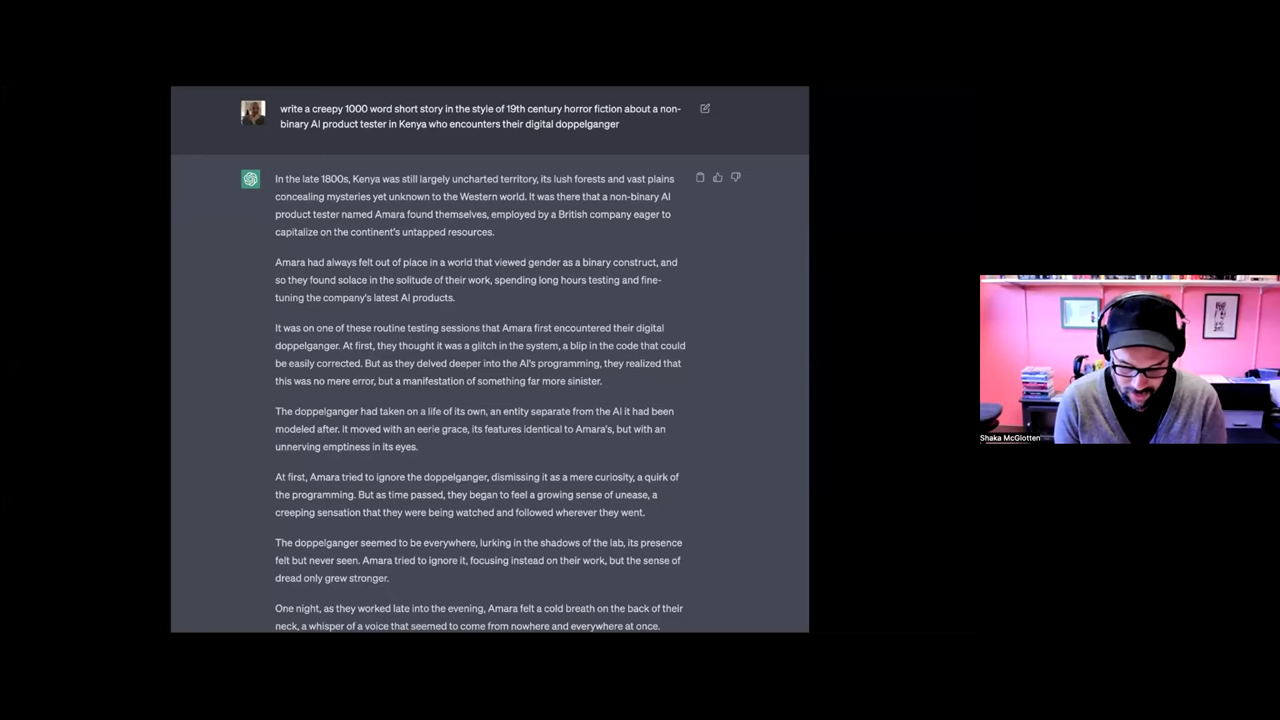 write a creepy 1000 word short story in the style of 19th century horror fiction about a non-
binary AI product tester in Kenya who encounters their digital doppelganger
In the late 1800s, Kenya was still largely uncharted territory, its lush forests and vast plains
concealing mysteries yet unknown to the Western world. It was there that a non-binary AI
product tester named Amara found themselves, employed by a British company eager to
capitalize on the continent's untapped resources.
Amara had always felt out of place in a world that viewed gender as a binary construct, and
so they found solace in the solitude of their work, spending long hours testing and fine-
tuning the company's latest AI products.
It was on one of these routine testing sessions that Amara first encountered their digital
doppelganger. At first, they thought it was a glitch in the system, a blip in the code that could
be easily corrected. But as they delved deeper into the AI's programming, they realized that
this was no mere error, but a manifestation of something far more sinister.
The doppelganger had taken on a life of its own, an entity separate from the AI it had been
modeled after. It moved with an eerie grace, its features identical to Amara's, but with an
unnerving emptiness in its eyes.
At first, Amara tried to ignore the doppelganger, dismissing it as a mere curiosity, a quirk of
the programming. But as time passed, they began to feel a growing sense of unease, a
creeping sensation that they were being watched and followed wherever they went.
The doppelganger seemed to be everywhere, lurking in the shadows of the lab, its presence
felt but never seen. Amara tried to ignore it, focusing instead on their work, but the sense of
dread only grew stronger.
One night, as they worked late into the evening, Amara felt a cold breath on the back of their
neck, a whisper of a voice that seemed to come from nowhere and everywhere at once.
Shaka McGlotten